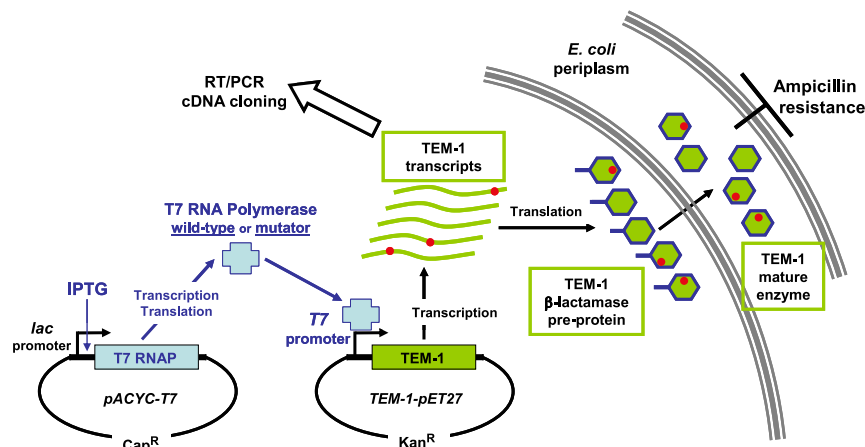 E. coli
periplasm
Ampicillin
resistance
RT/PCR
cDNA cloning
TEM-1
transcripts
T7 RNA Polymerase
wild-type or mutator
Translation
IPTG
Transcription
Translation
T7
promoter
Transcription
TEM-1
β-lactamase
pre-protein
TEM-1
mature
enzyme
lac
promoter
T7 RNAP
TEM-1
pACYC-T7
TEM-1-pET27
CapR
KanR